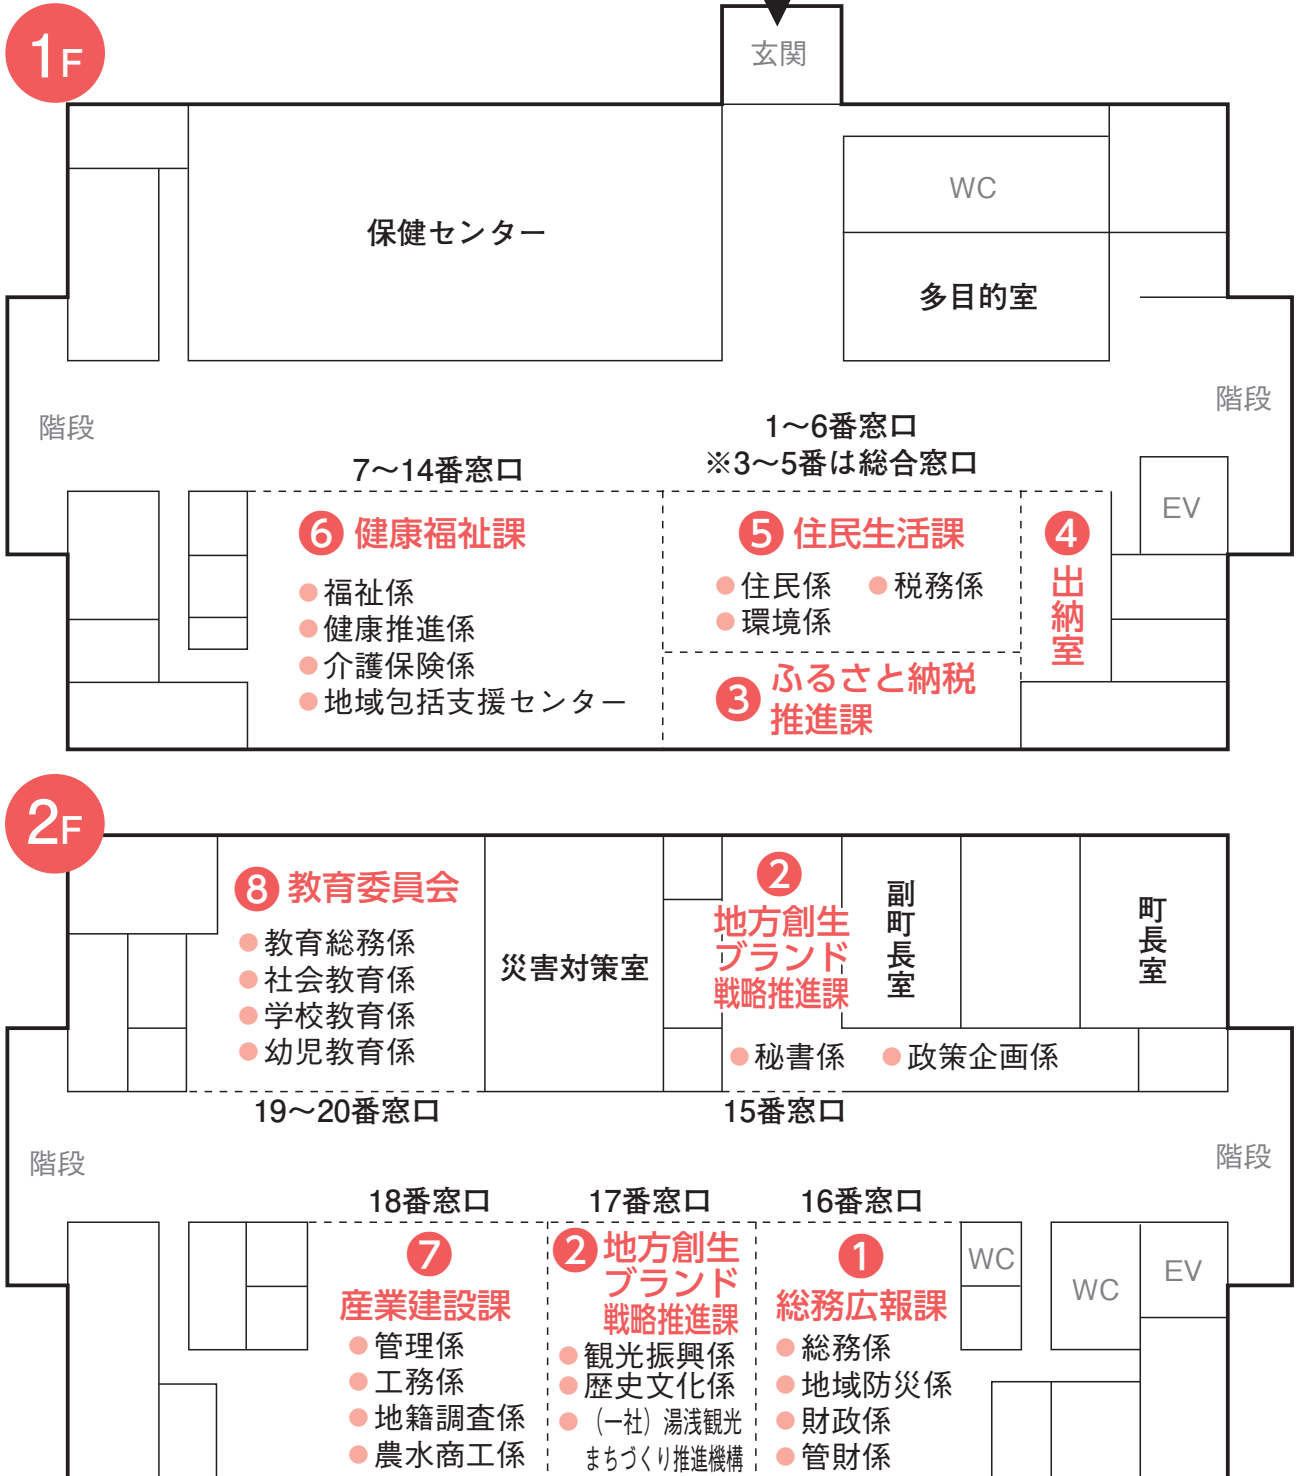 1F
玄関
WC
保健センター
多目的室
階段
階段
1〜6番窓口
※3〜5番は総合窓口
7〜14番窓口
EV
6 健康福祉課
●福祉係
●健康推進係
●介護保険係
●地域包括支援センター
5 住民生活課
●住民係 ●税務係
●環境係
4
出納室
3 ふるさと納税
推進課
2F
8 教育委員会
●教育総務係
●社会教育係
●学校教育係
●幼児教育係
災害対策室
2
地方創生
ブランド
戦略推進課
●秘書係 ●政策企画係
副町長室
町長室
19〜20番窓口
15番窓口
階段
階段
18番窓口
17番窓口
16番窓口
7
産業建設課
●管理係
●工務係
●地籍調査係
●農水商工係
2 地方創生
ブランド
戦略推進課
●観光振興係
●歴史文化係
●（一社）湯浅観光
まちづくり推進機構
1
総務広報課
●総務係
●地域防災係
●財政係
●管財係
WC
WC
EV